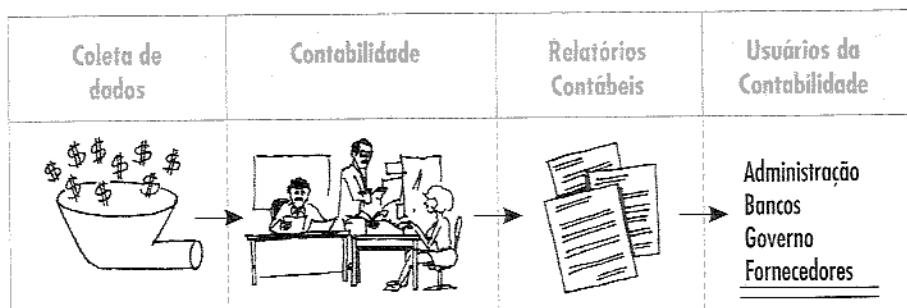 Coleta de
dados
Contabilidade
Relatórios
Contábeis
Usuários da
Contabilidade
$ $ $ $ $ $ $ $ $
Administração
Bancos
Governo
Fornecedores